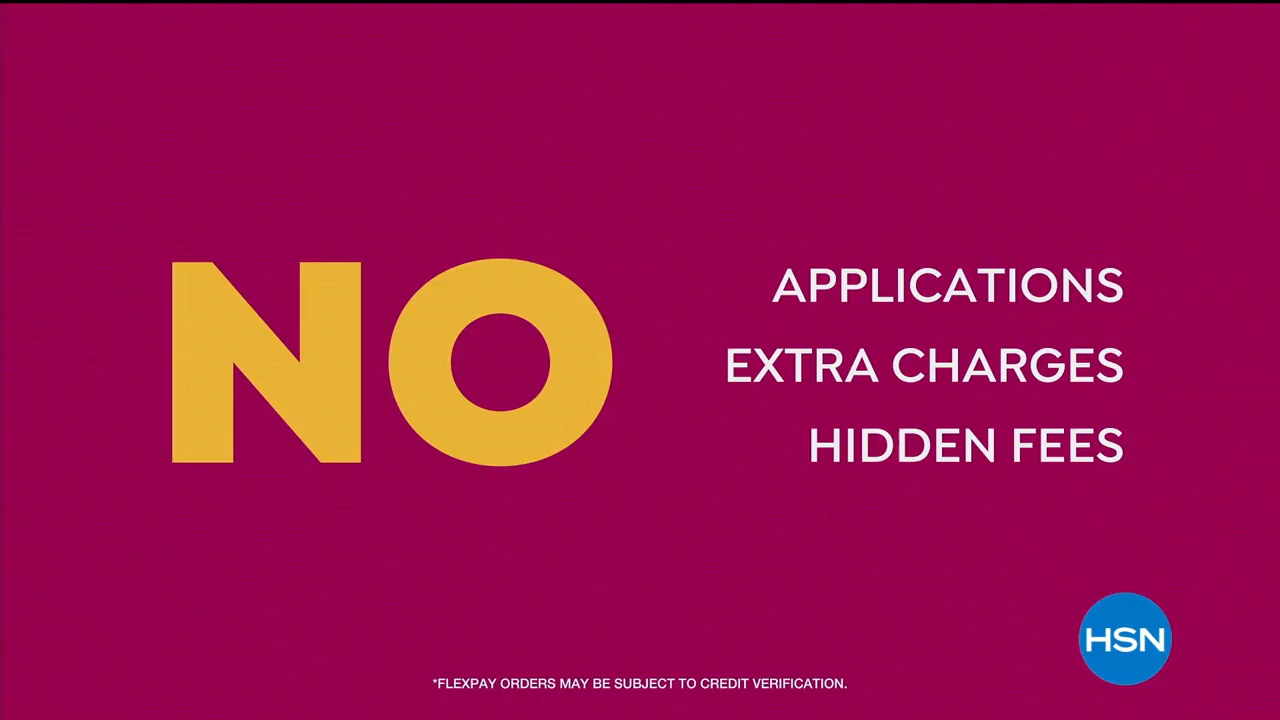 NO
APPLICATIONS
EXTRA CHARGES
HIDDEN FEES
HSN
*FLEXPAY ORDERS MAY BE SUBJECT TO CREDIT VERIFICATION.